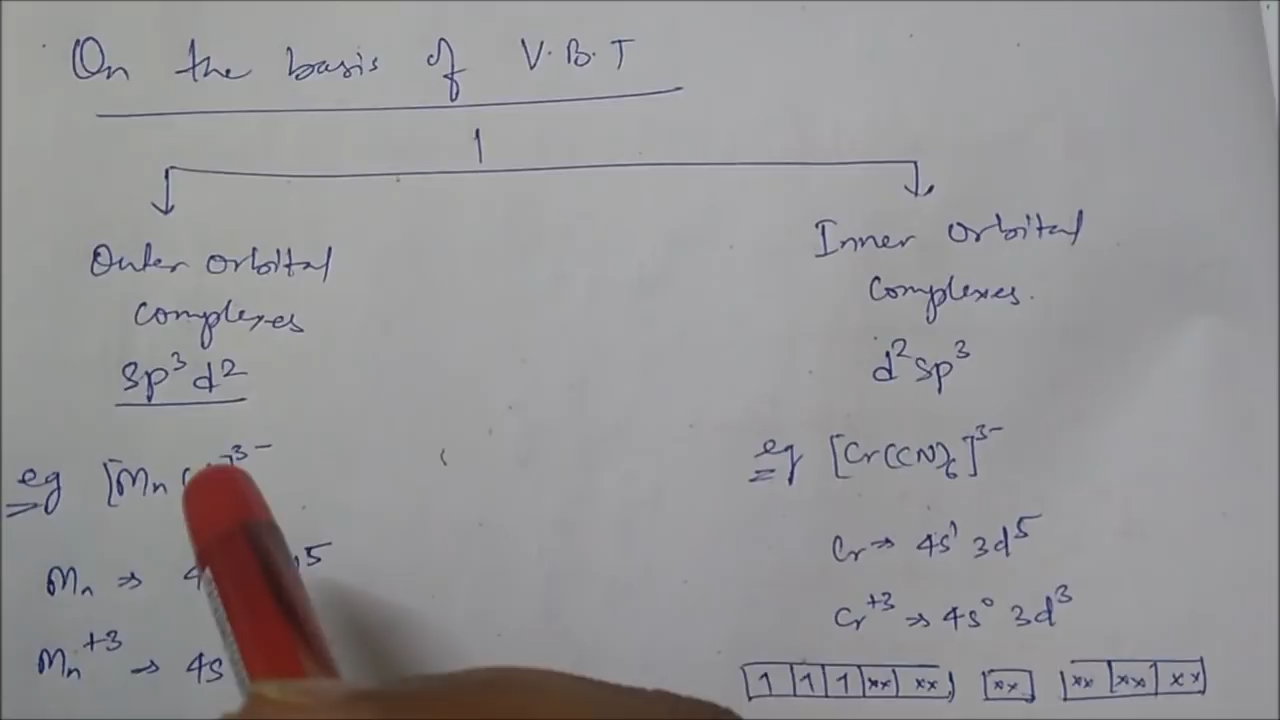 On the basis of V.B.T
Outer orbital
complexes
sp³d²
eg [Mn ]³⁻
Mn ⇒ 4 5
Mn⁺³ → 4s
Inner orbital
complexes.
d²sp³
eg [Cr(CN)₆]³⁻
Cr ⇒ 4s¹ 3d⁵
Cr⁺³ ⇒ 4s⁰ 3d³
1 1 1 xx xx xx xx xx xx